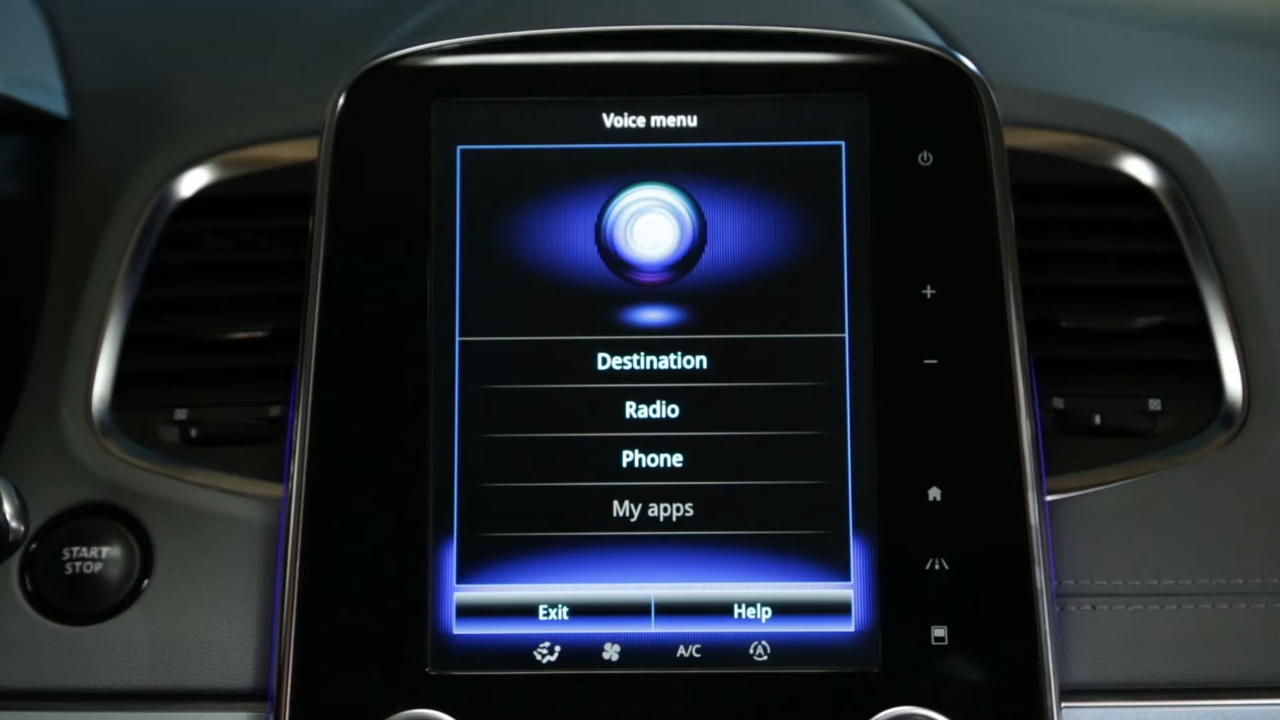 Voice menu
Destination
Radio
Phone
My apps
Exit
Help
A/C
A
START
STOP